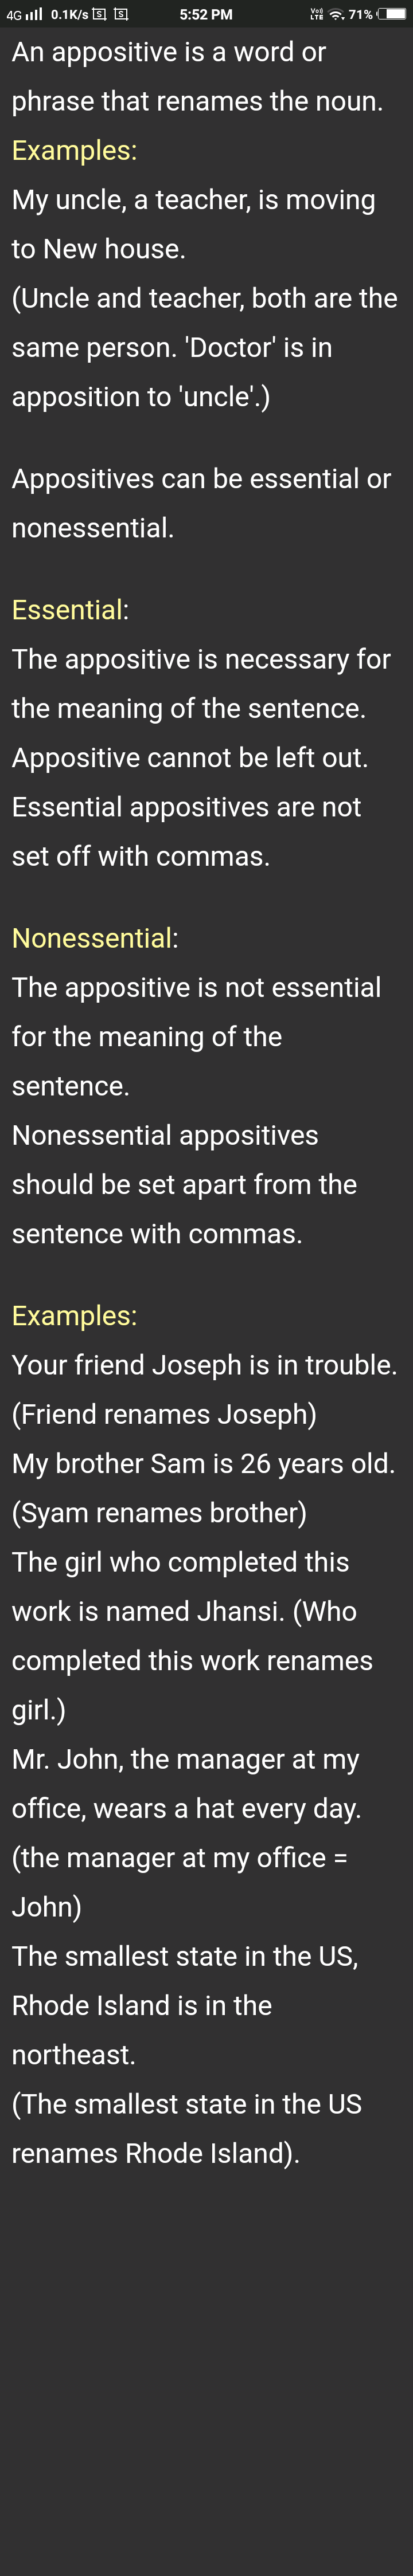 4G 0.1K/s 5:52 PM VoLTE 71%
An appositive is a word or
phrase that renames the noun.
Examples:
My uncle, a teacher, is moving
to New house.
(Uncle and teacher, both are the
same person. 'Doctor' is in
apposition to 'uncle'.)
Appositives can be essential or
nonessential.
Essential:
The appositive is necessary for
the meaning of the sentence.
Appositive cannot be left out.
Essential appositives are not
set off with commas.
Nonessential:
The appositive is not essential
for the meaning of the
sentence.
Nonessential appositives
should be set apart from the
sentence with commas.
Examples:
Your friend Joseph is in trouble.
(Friend renames Joseph)
My brother Sam is 26 years old.
(Syam renames brother)
The girl who completed this
work is named Jhansi. (Who
completed this work renames
girl.)
Mr. John, the manager at my
office, wears a hat every day.
(the manager at my office =
John)
The smallest state in the US,
Rhode Island is in the
northeast.
(The smallest state in the US
renames Rhode Island).